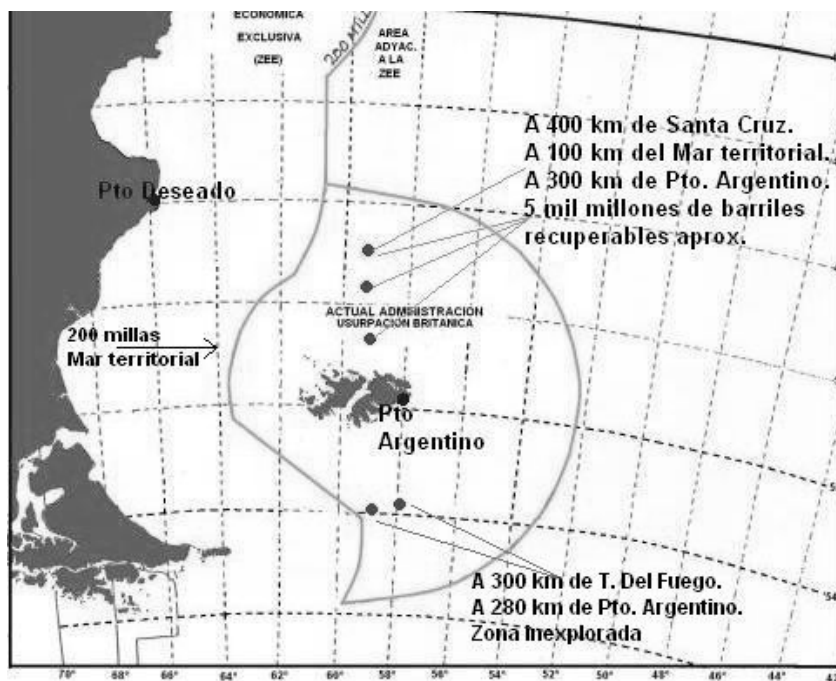 ECONOMICA
EXCLUSIVA
(ZEE)
200 MILL
AREA
ADYAC.
A LA
ZEE
A 400 km de Santa Cruz.
A 100 km del Mar territorial.
A 300 km de Pto. Argentino.
5 mil millones de barriles
recuperables aprox.
Pto Deseado
ACTUAL ADMINISTRACION
USURPACIÓN BRITANICA
200 millas
Mar territorial
Pto
Argentino
A 300 km de T. Del Fuego.
A 280 km de Pto. Argentino.
Zona Inexplorada
54
70° 68° 66° 64° 62° 60° 58° 56° 54° 52° 50° 48° 46° 44°